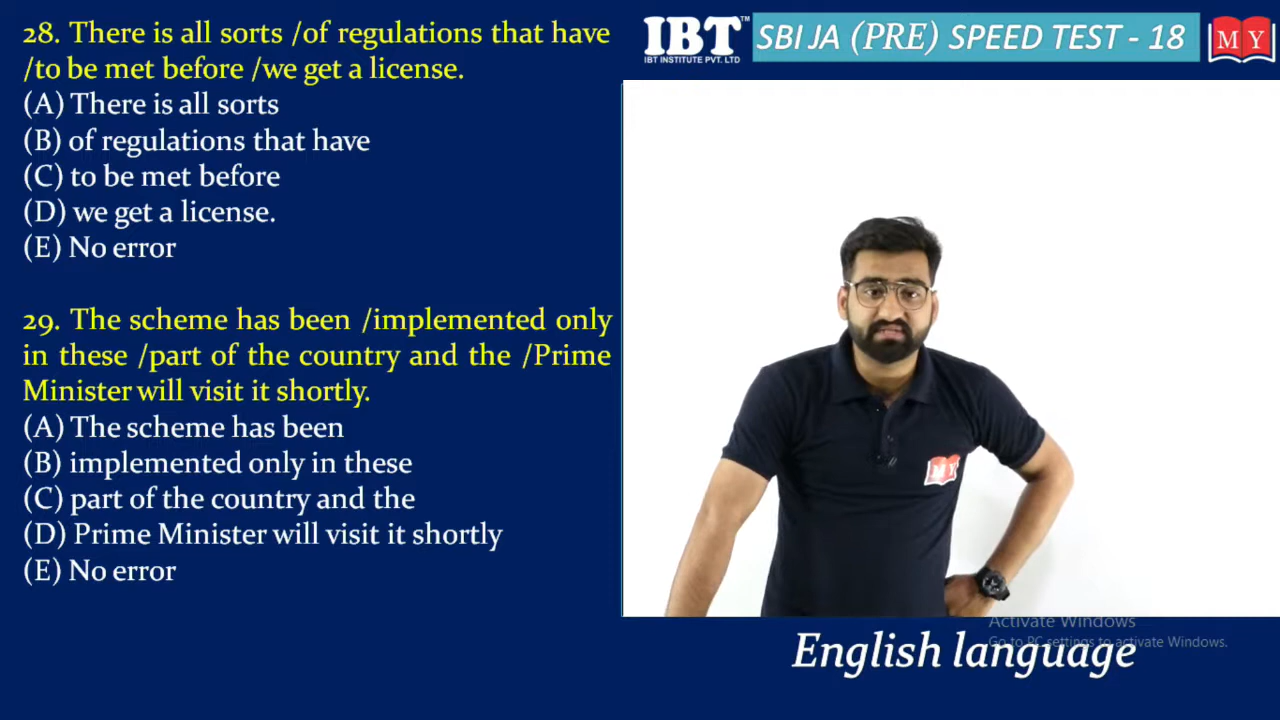 28. There is all sorts /of regulations that have
/to be met before /we get a license.
(A) There is all sorts
(B) of regulations that have
(C) to be met before
(D) we get a license.
(E) No error
29. The scheme has been /implemented only
in these /part of the country and the /Prime
Minister will visit it shortly.
(A) The scheme has been
(B) implemented only in these
(C) part of the country and the
(D) Prime Minister will visit it shortly
(E) No error
IBT™
IBT INSTITUTE PVT. LTD
SBI JA (PRE) SPEED TEST - 18
MY
MY
Activate Windows
Go to PC settings to activate Windows.
English language